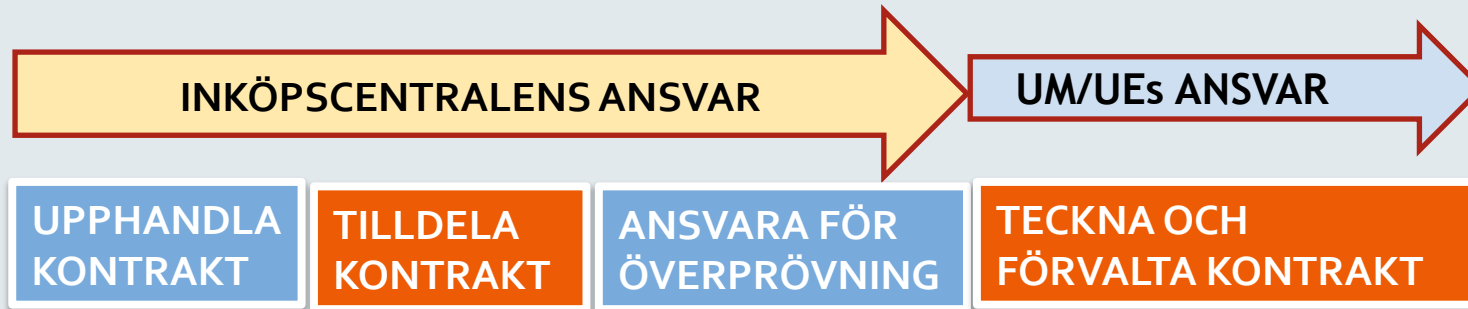 INKÖPSCENTRALENS ANSVAR
UM/UEs ANSVAR
UPPHANDLA
KONTRAKT
TILLDELA
KONTRAKT
ANSVARA FÖR
ÖVERPRÖVNING
TECKNA OCH
FÖRVALTA KONTRAKT